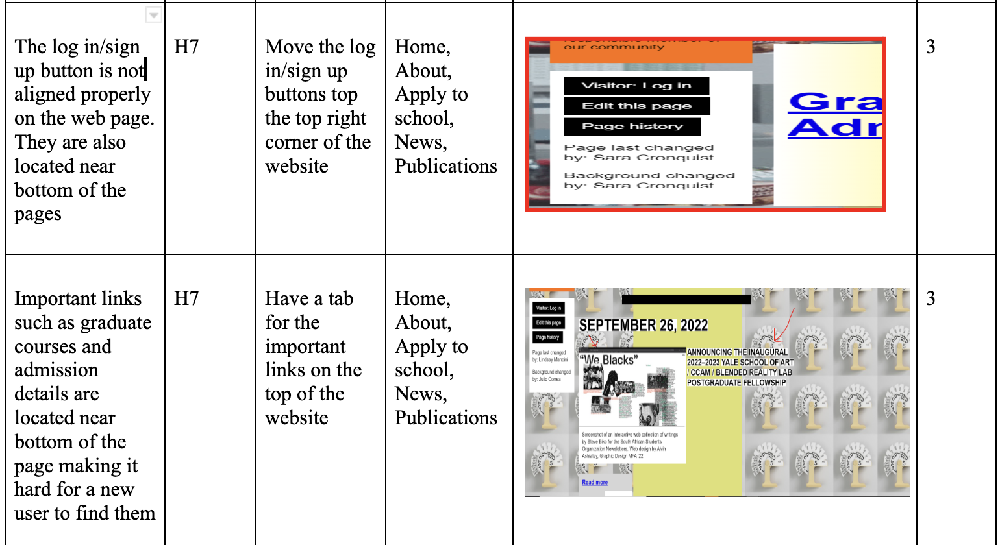 The log in/sign
up button is not
aligned properly
on the web page.
They are also
located near
bottom of the
pages
H7
Move the log
in/sign up
buttons top
the top right
corner of the
website
Home,
About,
Apply to
school,
News,
Publications
our community.
Visitor: Log in
Edit this page
Page history
Page last changed
by: Sara Cronquist
Background changed
by: Sara Cronquist
Gra
Adm
3
Important links
such as graduate
courses and
admission
details are
located near
bottom of the
page making it
hard for a new
user to find them
H7
Have a tab
for the
important
links on the
top of the
website
Home,
About,
Apply to
school,
News,
Publications
Visitor: Log in
Edit this page
Page history
Page last changed
by: Lindsey Mancini
Background changed
by: Julio Correa
SEPTEMBER 26, 2022
“We Blacks”
Screenshot of an interactive web collection of writings
by Steve Biko for the South African Students
Organization Newsletters. Web design by Alvin
Ashiatey, Graphic Design MFA ’22.
Read more
ANNOUNCING THE INAUGURAL
2022–2023 YALE SCHOOL OF ART
/ CCAM / BLENDED REALITY LAB
POSTGRADUATE FELLOWSHIP
3